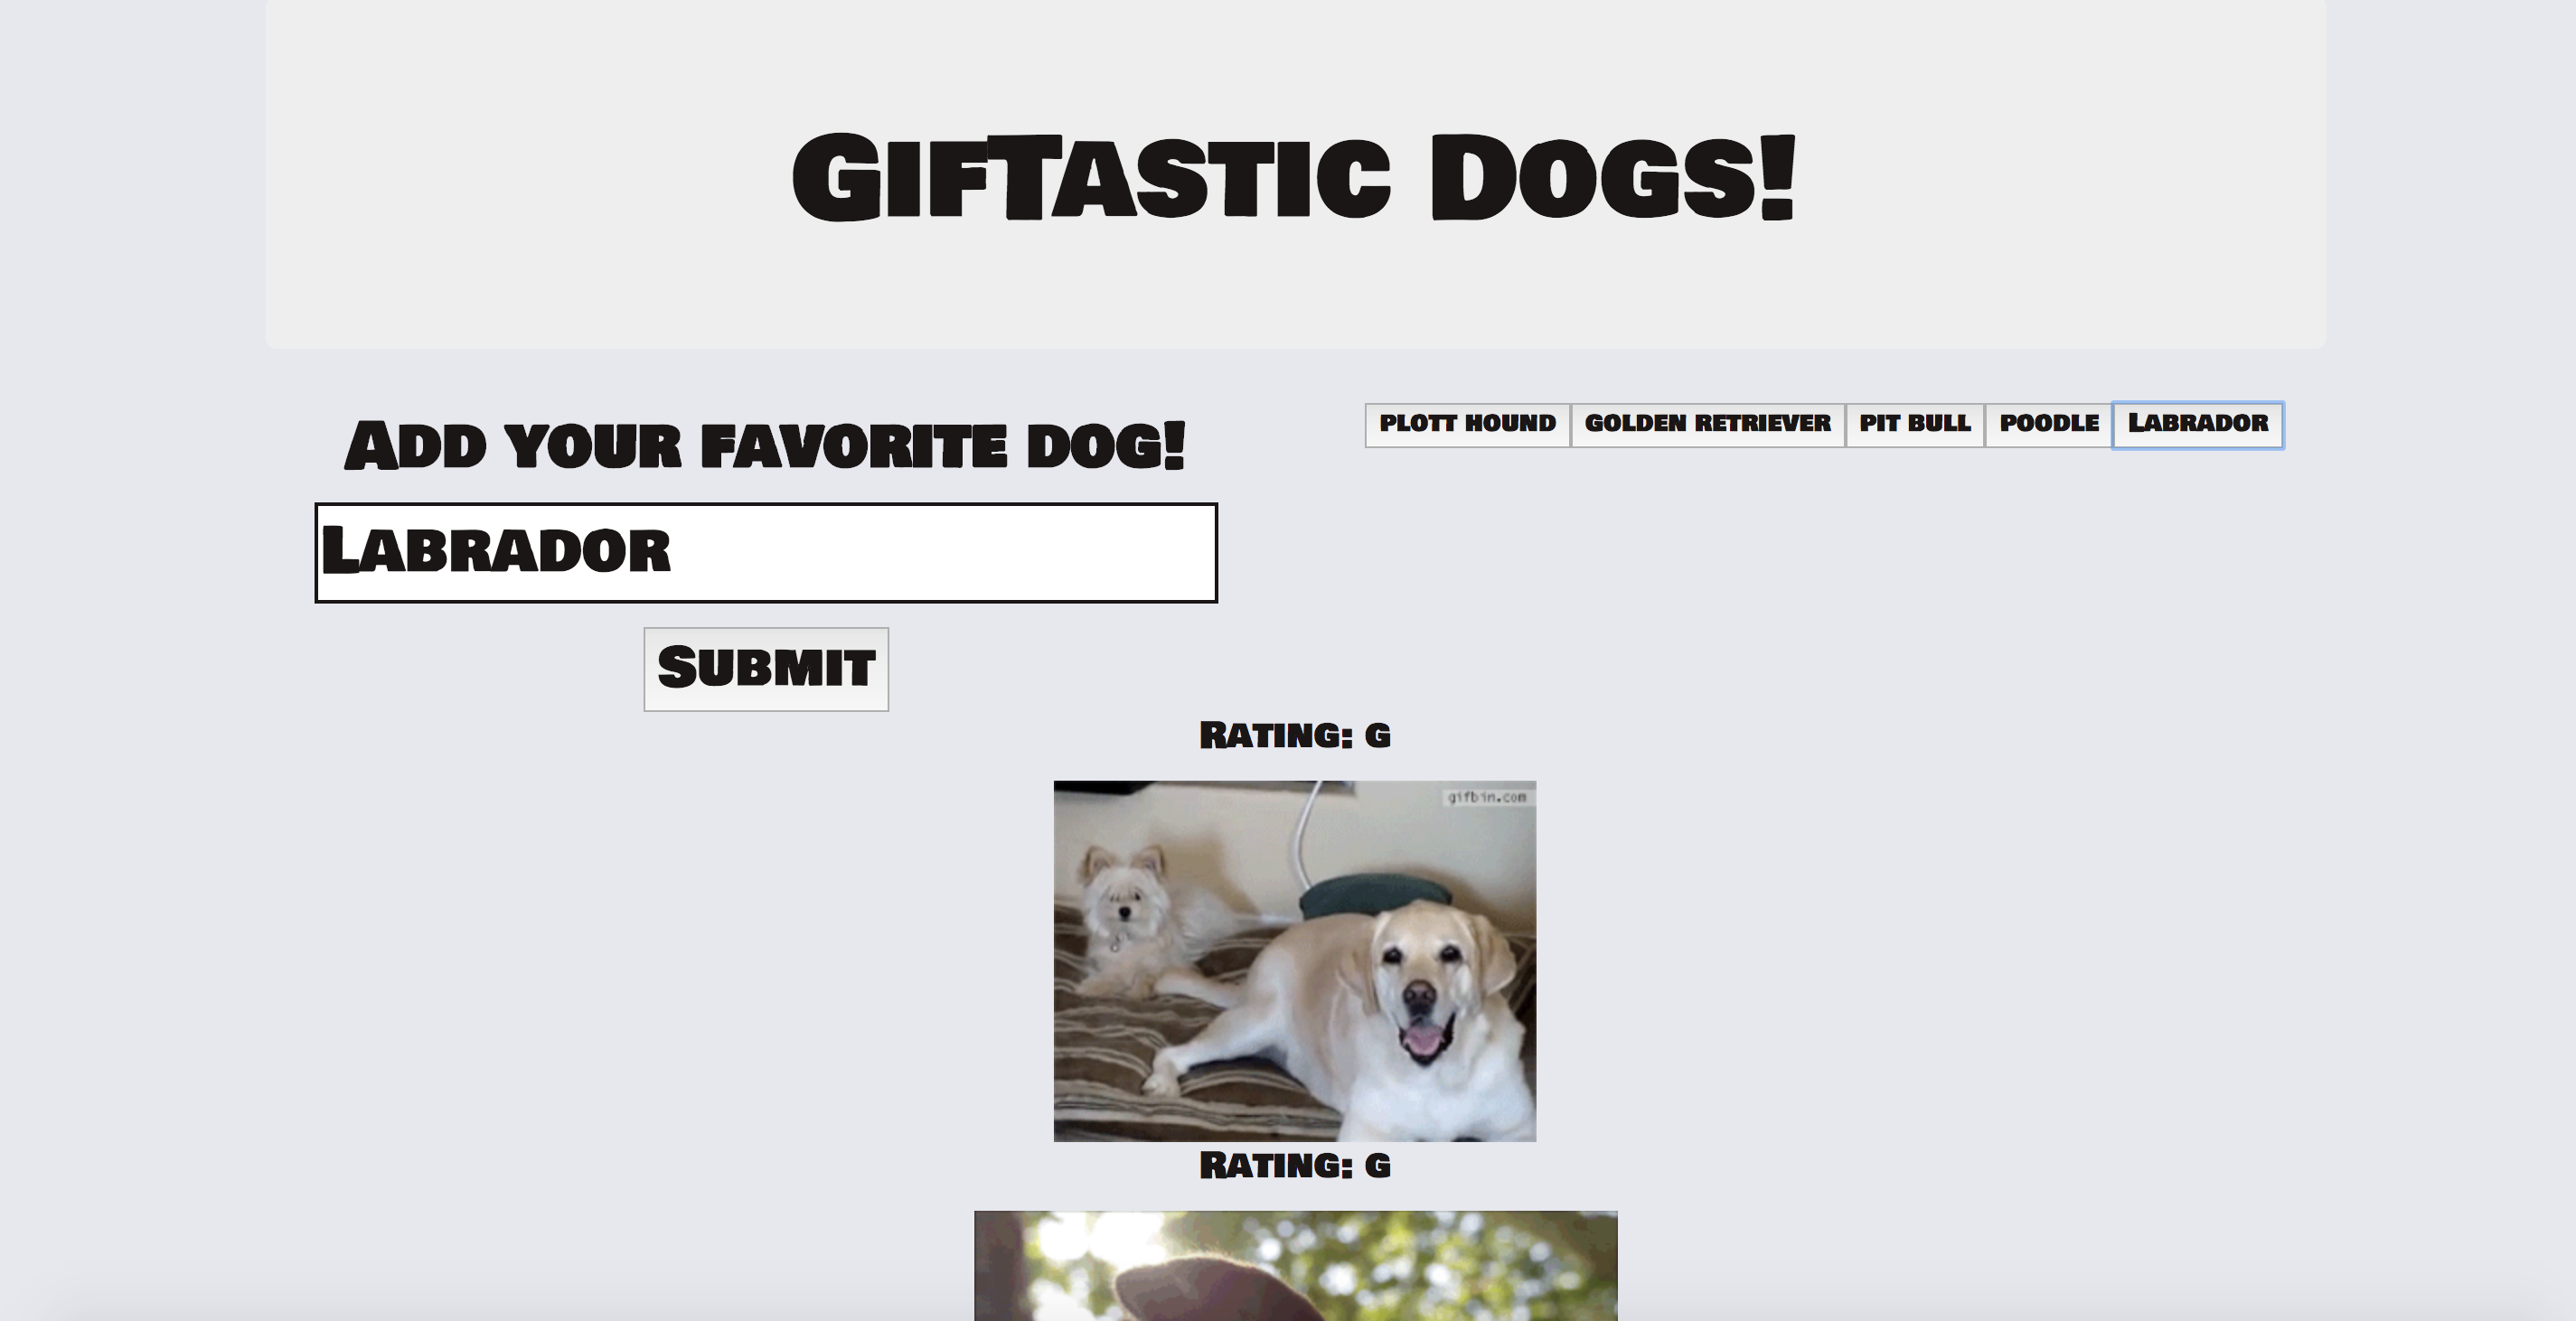 GifTastic Dogs!
Add your favorite dog!
plott hound golden retriever pit bull poodle Labrador
Labrador
Submit
Rating: g
gifbin.com
Rating: g